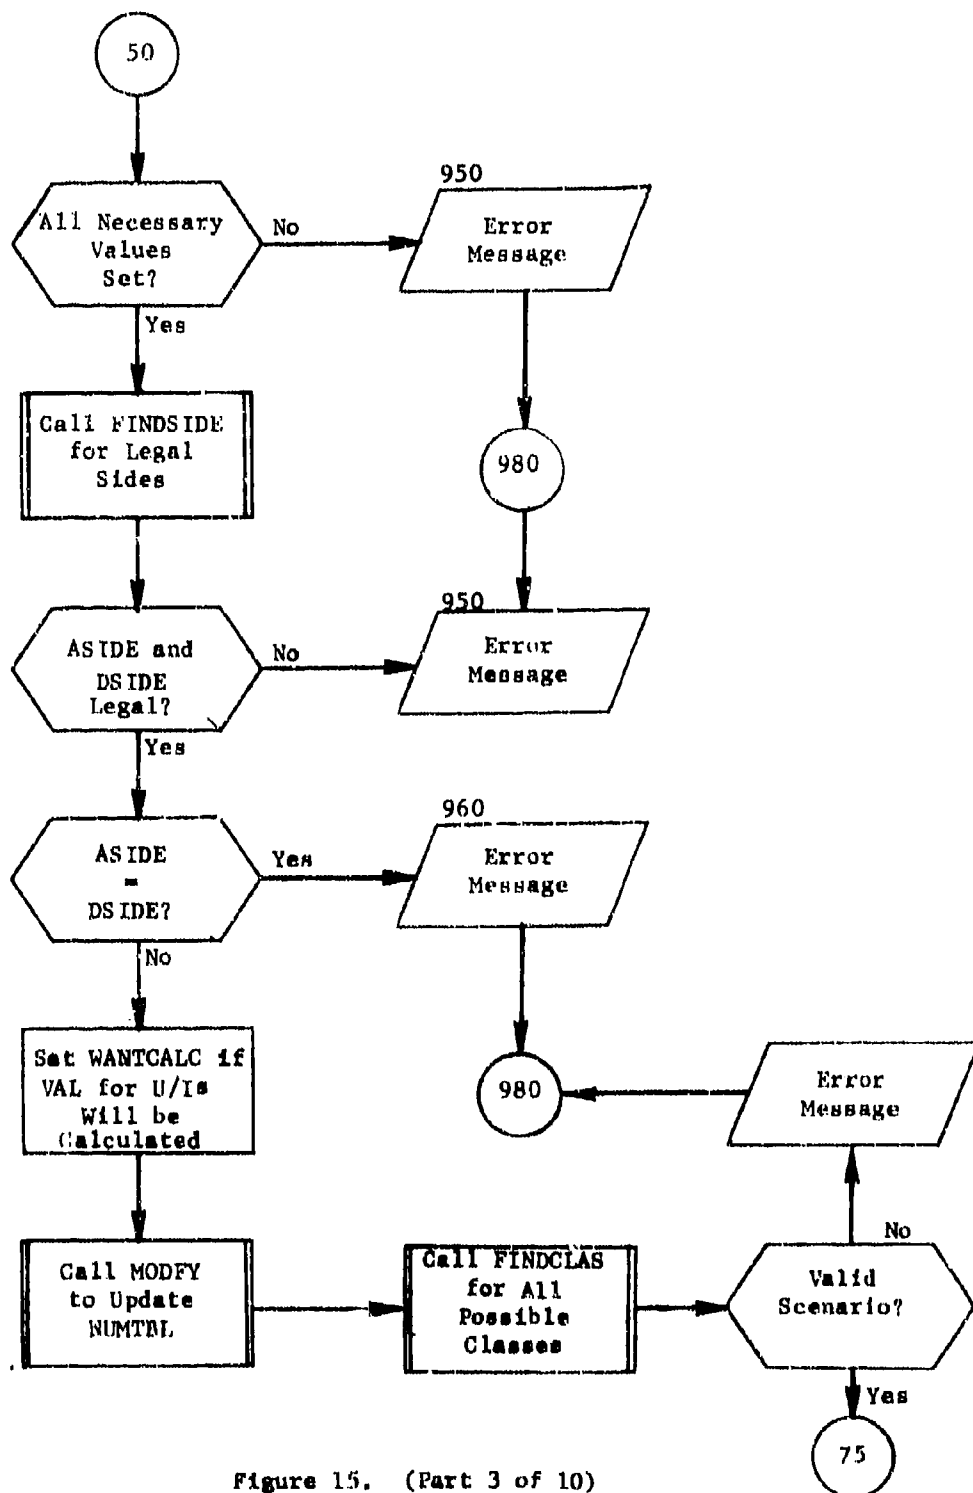 50
All Necessary
Values
Set?
No
950
Error
Message
Yes
Call FINDSIDE
for Legal
Sides
980
ASIDE and
DSIDE
Legal?
No
950
Error
Message
Yes
ASIDE
=
DSIDE?
Yes
960
Error
Message
No
Set WANTCALC if
VAL for U/Is
Will be
Calculated
980
Error
Message
No
Call MODFY
to Update
NUMTBL
Call FINDCLAS
for All
Possible
Classes
Valid
Scenario?
Yes
75
Figure 15. (Part 3 of 10)